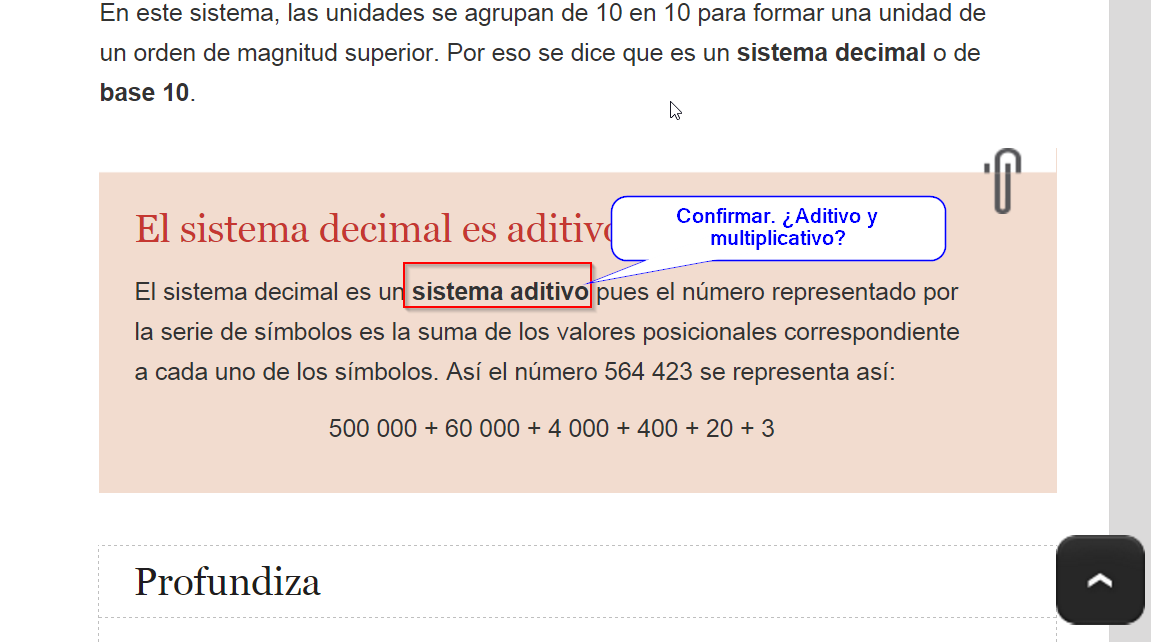 En este sistema, las unidades se agrupan de 10 en 10 para formar una unidad de
un orden de magnitud superior. Por eso se dice que es un sistema decimal o de
base 10.
El sistema decimal es aditivo
Confirmar. ¿Aditivo y
multiplicativo?
El sistema decimal es un sistema aditivo pues el número representado por
la serie de símbolos es la suma de los valores posicionales correspondiente
a cada uno de los símbolos. Así el número 564 423 se representa así:
500 000 + 60 000 + 4 000 + 400 + 20 + 3
Profundiza